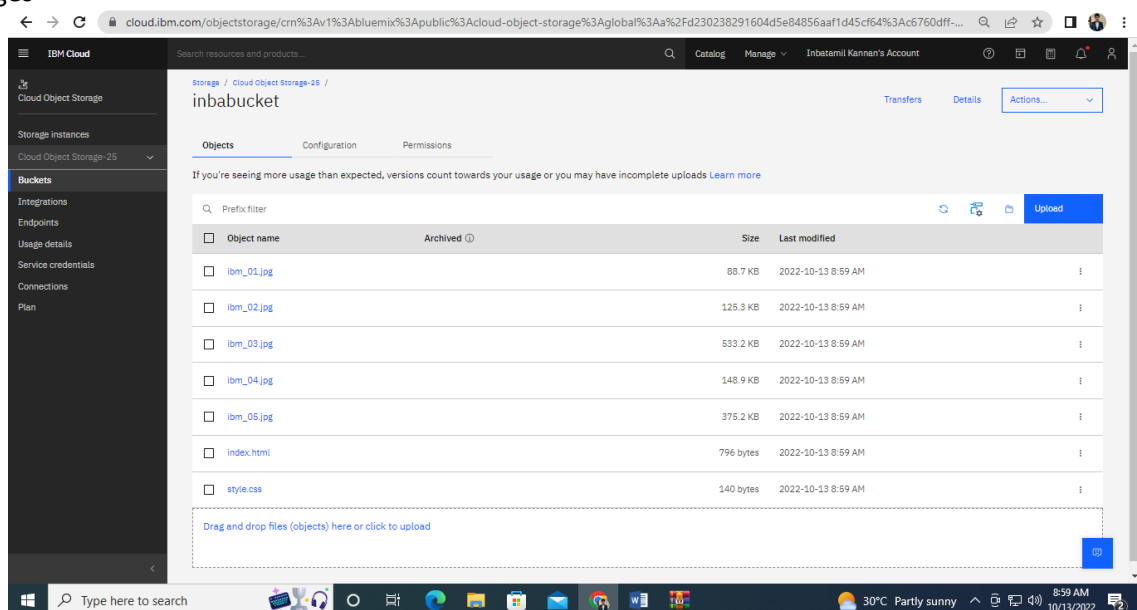 ges
cloud.ibm.com/objectstorage/crn%3Av1%3Abluemix%3Apublic%3Acloud-object-storage%3Aglobal%3Aa%2Fd230238291604d5e84856aaf1d45cf64%3Ac6760dff-...
IBM Cloud Search resources and products... Catalog Manage Inbatamil Kannan's Account
Cloud Object Storage
Storage / Cloud Object Storage-25 /
inbabucket
Transfers Details Actions...
Storage instances
Cloud Object Storage-25
Buckets
Integrations
Endpoints
Usage details
Service credentials
Connections
Plan
Objects Configuration Permissions
If you're seeing more usage than expected, versions count towards your usage or you may have incomplete uploads Learn more
Prefix filter Upload
Object name Archived Size Last modified
ibm_01.jpg 88.7 KB 2022-10-13 8:59 AM
ibm_02.jpg 125.3 KB 2022-10-13 8:59 AM
ibm_03.jpg 533.2 KB 2022-10-13 8:59 AM
ibm_04.jpg 148.9 KB 2022-10-13 8:59 AM
ibm_05.jpg 375.2 KB 2022-10-13 8:59 AM
index.html 796 bytes 2022-10-13 8:59 AM
style.css 140 bytes 2022-10-13 8:59 AM
Drag and drop files (objects) here or click to upload
Type here to search 30°C Partly sunny 8:59 AM
10/13/2022 2